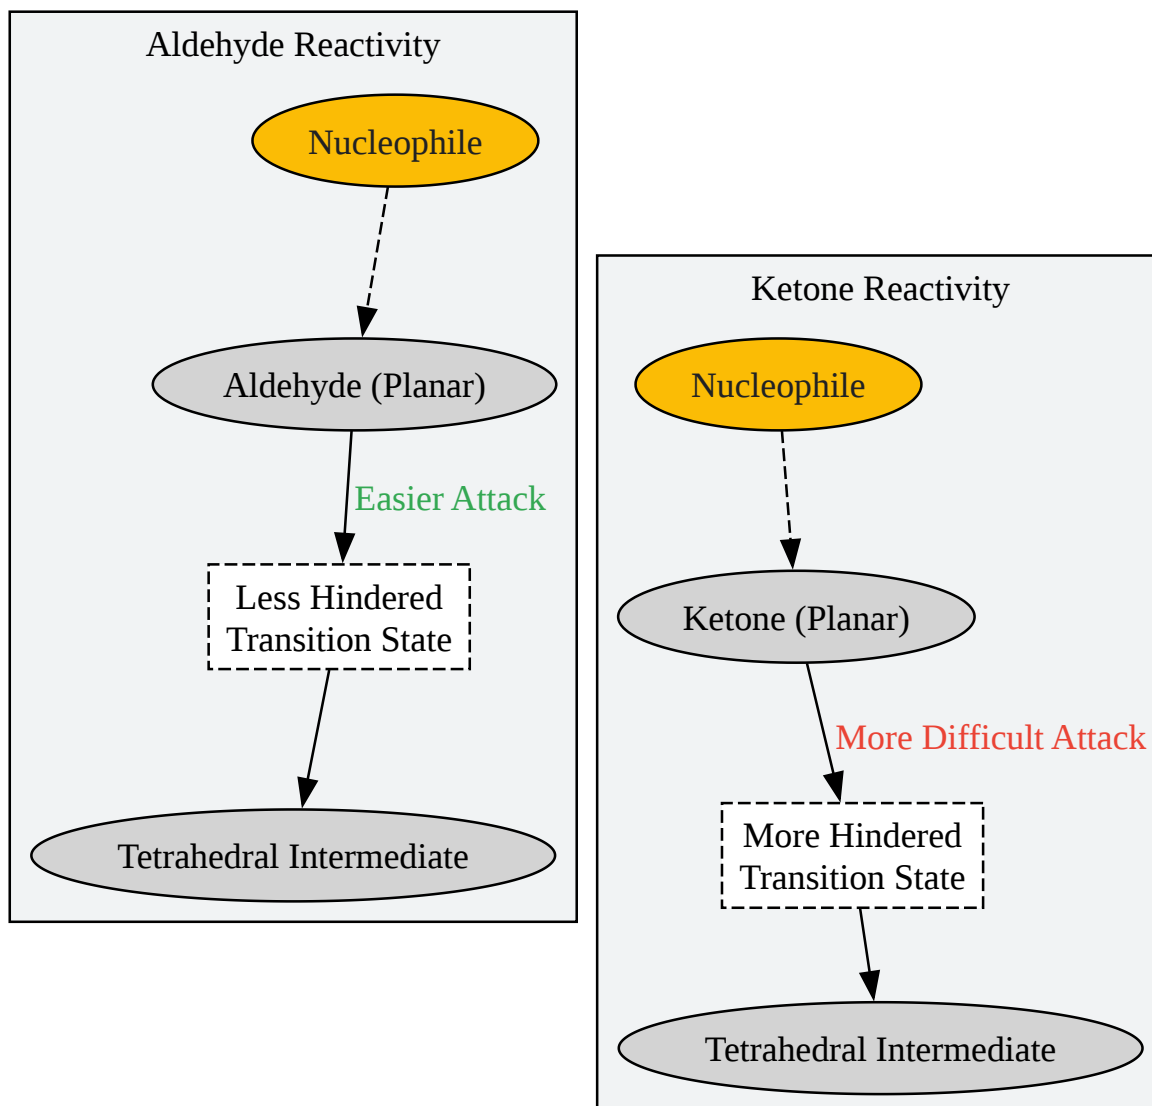 Aldehyde Reactivity
Nucleophile
Aldehyde (Planar)
Easier Attack
Less Hindered
Transition State
Tetrahedral Intermediate
Ketone Reactivity
Nucleophile
Ketone (Planar)
More Difficult Attack
More Hindered
Transition State
Tetrahedral Intermediate